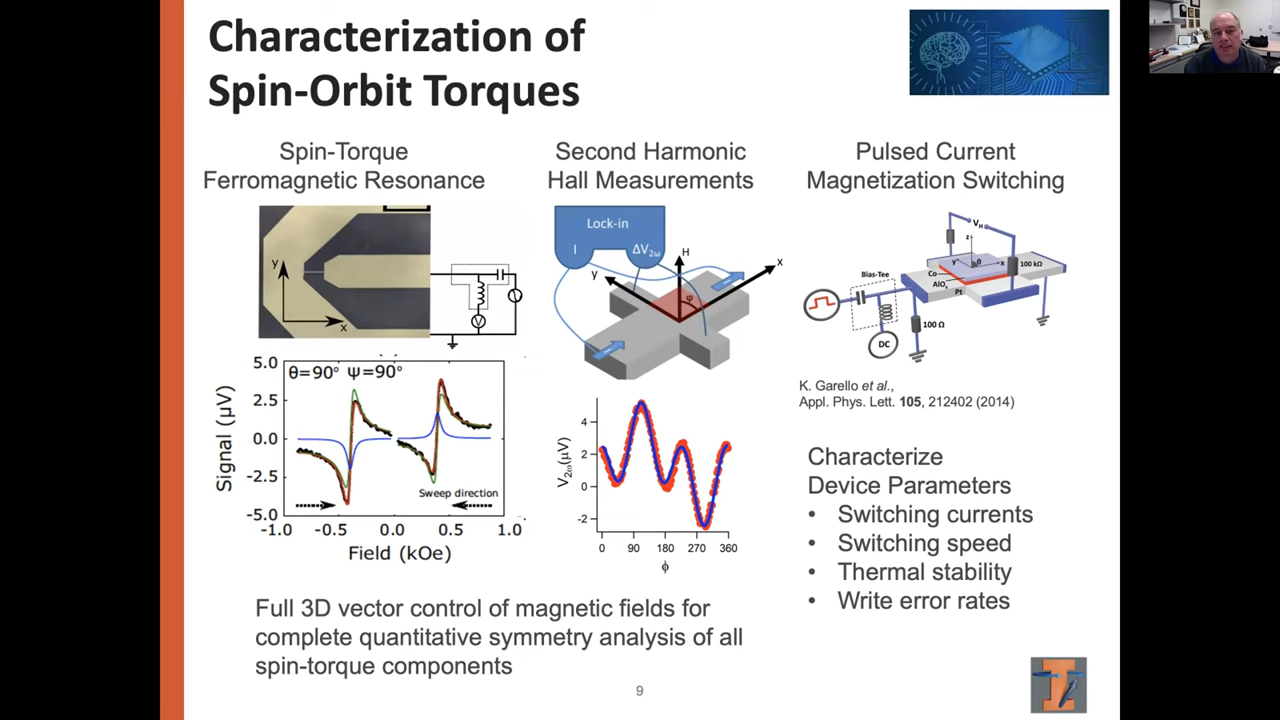 Characterization of
Spin-Orbit Torques
Spin-Torque
Ferromagnetic Resonance
y
x
V
5.0
2.5
0.0
-2.5
-5.0
Signal (μV)
θ=90° Ψ=90°
Sweep direction
-1.0 -0.5 0.0 0.5 1.0
Field (kOe)
Second Harmonic
Hall Measurements
Lock-in
I ΔV2ω
H
y
x
φ
V2ω(μV)
4
2
0
-2
0 90 180 270 360
ϕ
Pulsed Current
Magnetization Switching
VH
z
y θ x
100 kΩ
Co
AlOx
Pt
Bias-Tee
100 Ω
DC
K. Garello et al.,
Appl. Phys. Lett. 105, 212402 (2014)
Characterize
Device Parameters
• Switching currents
• Switching speed
• Thermal stability
• Write error rates
Full 3D vector control of magnetic fields for
complete quantitative symmetry analysis of all
spin-torque components
9
I